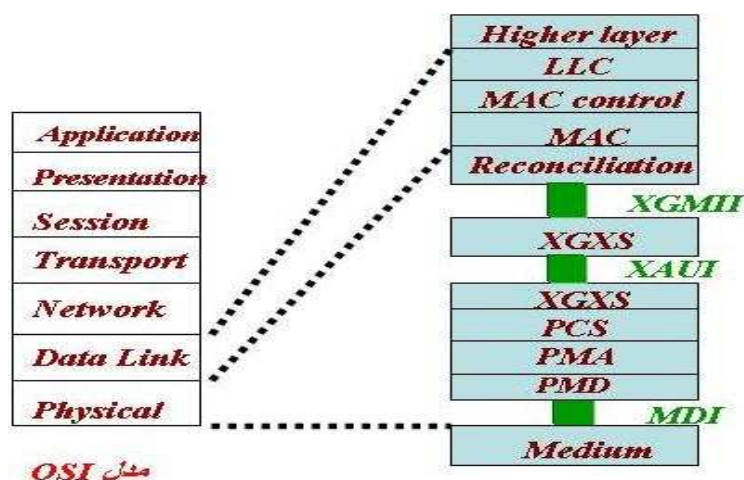 Application
Presentation
Session
Transport
Network
Data Link
Physical
مدل OSI
Higher layer
LLC
MAC control
MAC
Reconciliation
XGMII
XGXS
XAUI
XGXS
PCS
PMA
PMD
MDI
Medium